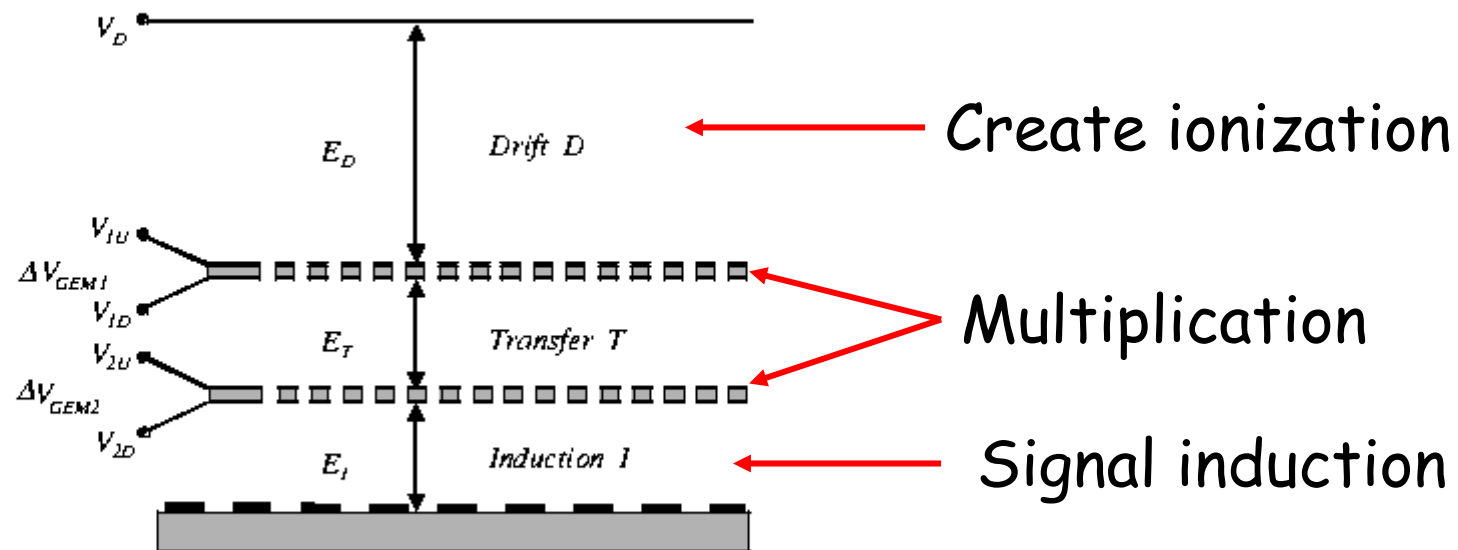 V_D
E_D
Drift D
Create ionization
V_1U
ΔV_GEM1
V_1D
Multiplication
E_T
Transfer T
V_2U
ΔV_GEM2
V_2D
E_I
Induction I
Signal induction